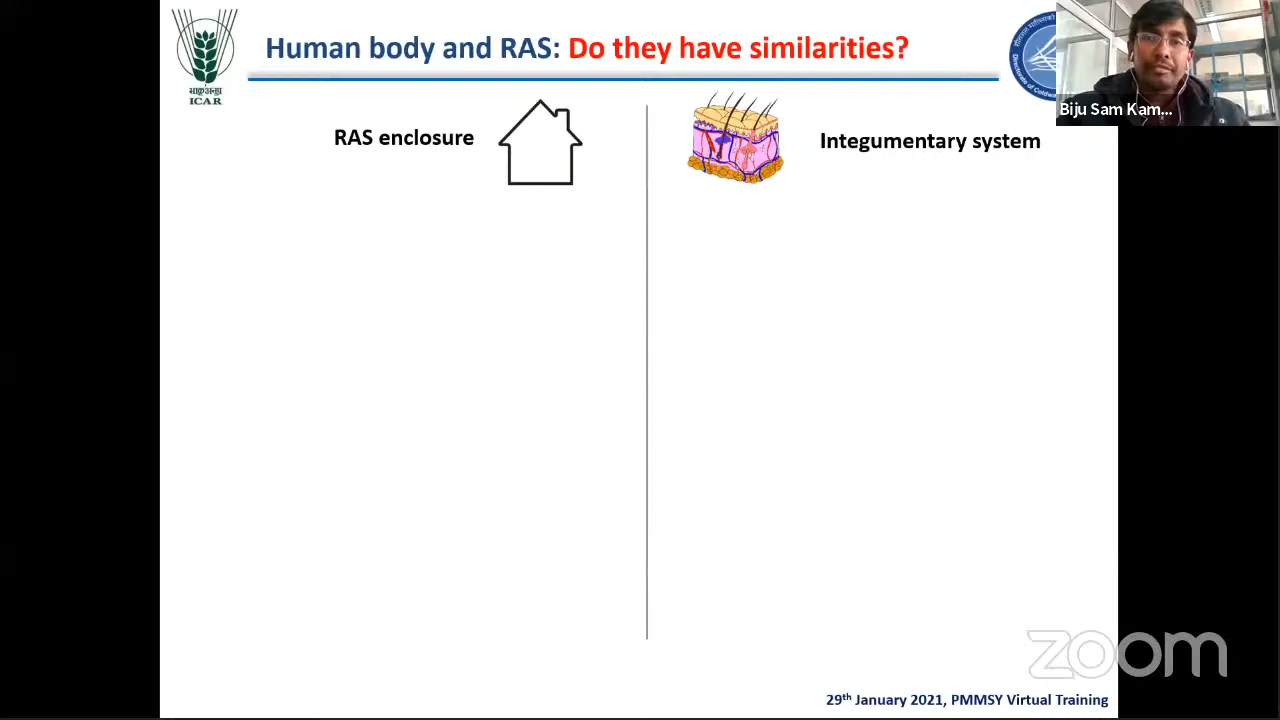 Human body and RAS: Do they have similarities?
भाकृअनुप
ICAR
Biju Sam Kam...
RAS enclosure
Integumentary system
zoom
29th January 2021, PMMSY Virtual Training